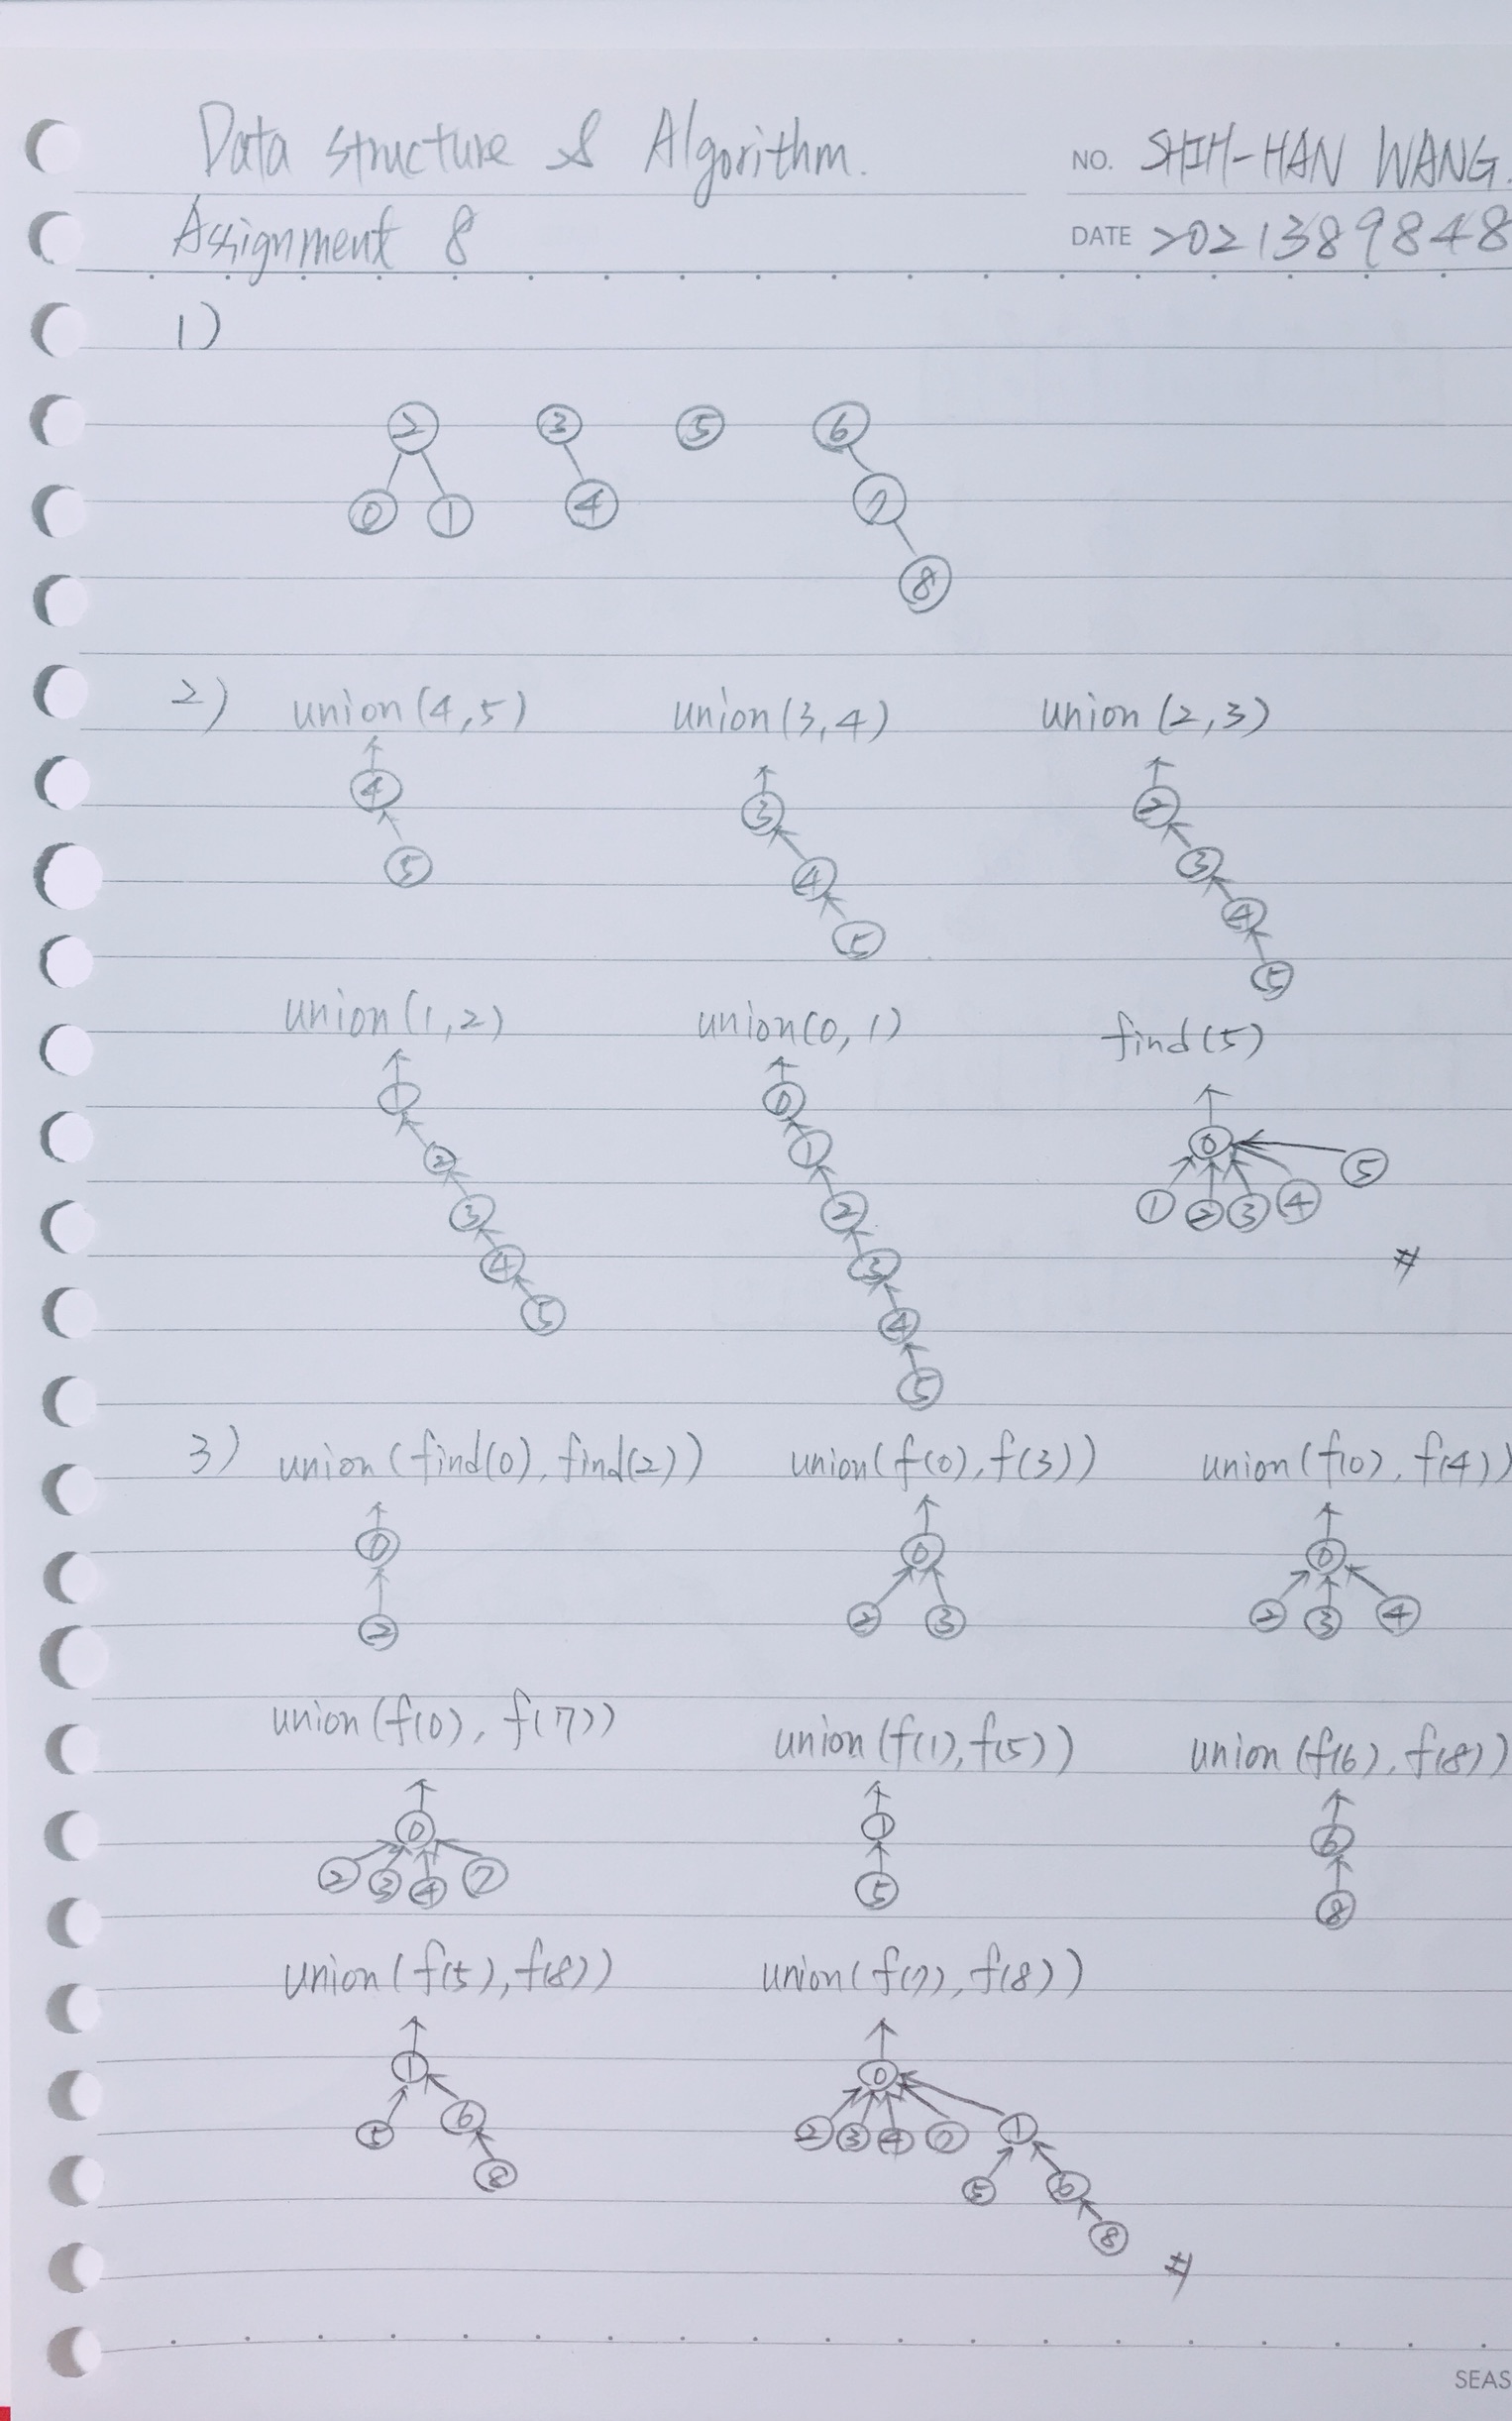 Data structure & Algorithm.
NO. SHIH-HAN WANG.
Assignment 8
DATE 2021389848
1)
2 3 5 6
0 1 4 7
8
2) union(4,5) union(3,4) union(2,3)
4 3 2
5 4 3
5 4
5
union(1,2) union(0,1) find(5)
1 0 0
2 1 1 2 3 4 5
3 2
4 3
5 4
5
#
3) union(find(0), find(2)) union(f(0), f(3)) union(f(0), f(4))
0 0 0
2 2 3 2 3 4
union(f(0), f(7)) union(f(1), f(5)) union(f(6), f(8))
0 1 6
2 3 4 7 5 8
union(f(5), f(8)) union(f(7), f(8))
1 0
5 6 2 3 4 7 1
8 5 6
8
#
SEAS